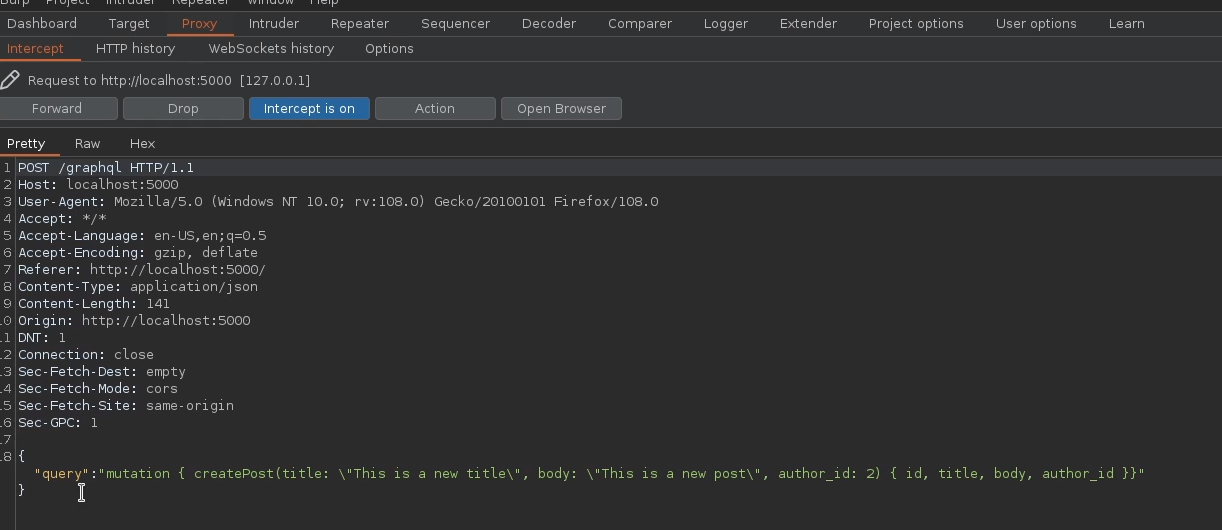 Burp Project Intruder Repeater Window Help
Dashboard Target Proxy Intruder Repeater Sequencer Decoder Comparer Logger Extender Project options User options Learn
Intercept HTTP history WebSockets history Options
Request to http://localhost:5000 [127.0.0.1]
Forward Drop Intercept is on Action Open Browser
Pretty Raw Hex
1 POST /graphql HTTP/1.1
2 Host: localhost:5000
3 User-Agent: Mozilla/5.0 (Windows NT 10.0; rv:108.0) Gecko/20100101 Firefox/108.0
4 Accept: */*
5 Accept-Language: en-US,en;q=0.5
6 Accept-Encoding: gzip, deflate
7 Referer: http://localhost:5000/
8 Content-Type: application/json
9 Content-Length: 141
10 Origin: http://localhost:5000
11 DNT: 1
12 Connection: close
13 Sec-Fetch-Dest: empty
14 Sec-Fetch-Mode: cors
15 Sec-Fetch-Site: same-origin
16 Sec-GPC: 1
17
18 {
"query":"mutation { createPost(title: \"This is a new title\", body: \"This is a new post\", author_id: 2) { id, title, body, author_id }}"
}